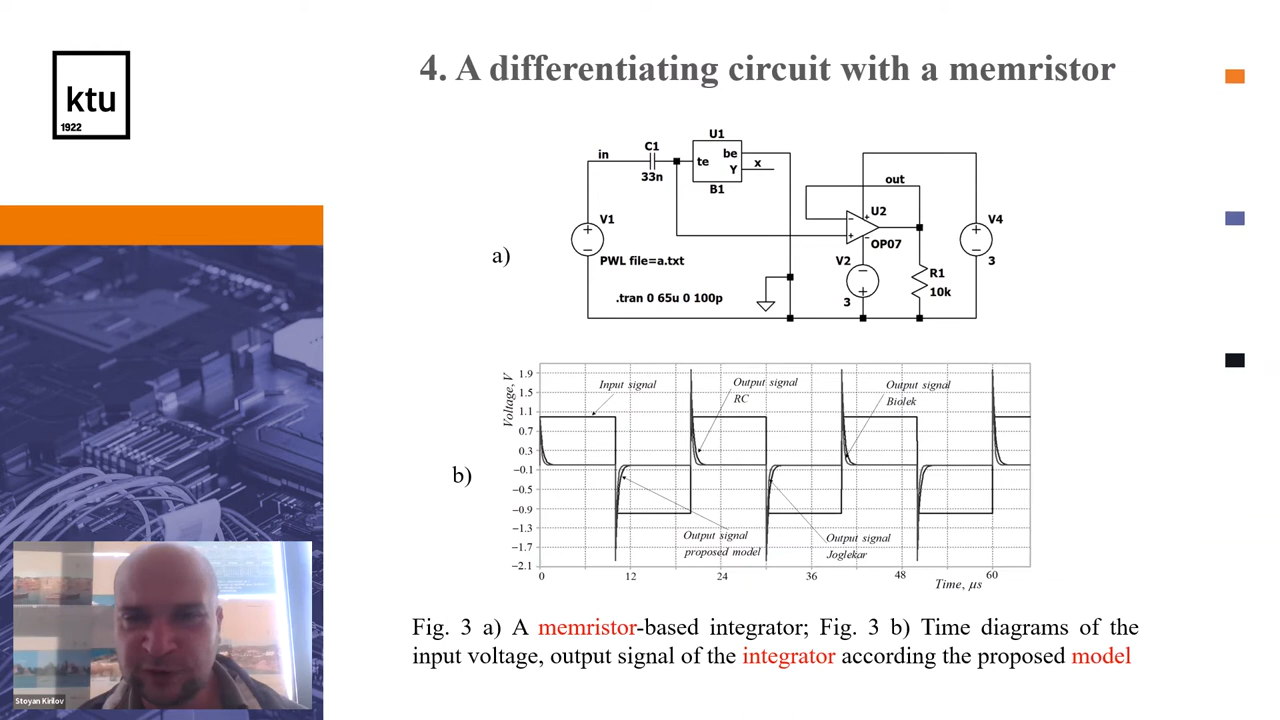 ktu
1922
4. A differentiating circuit with a memristor
a)
in
C1
33n
U1
te
be
Y
x
B1
V1
PWL file=a.txt
.tran 0 65u 0 100p
out
U2
OP07
V2
3
R1
10k
V4
3
b)
Voltage, V
1.9
1.5
1.1
0.7
0.3
−0.1
−0.5
−0.9
−1.3
−1.7
−2.1
Input signal
Output signal
RC
Output signal
Biolek
Output signal
proposed model
Output signal
Joglekar
0 12 24 36 48 60
Time, μs
Fig. 3 a) A memristor-based integrator; Fig. 3 b) Time diagrams of the
input voltage, output signal of the integrator according the proposed model
Stoyan Kirilov